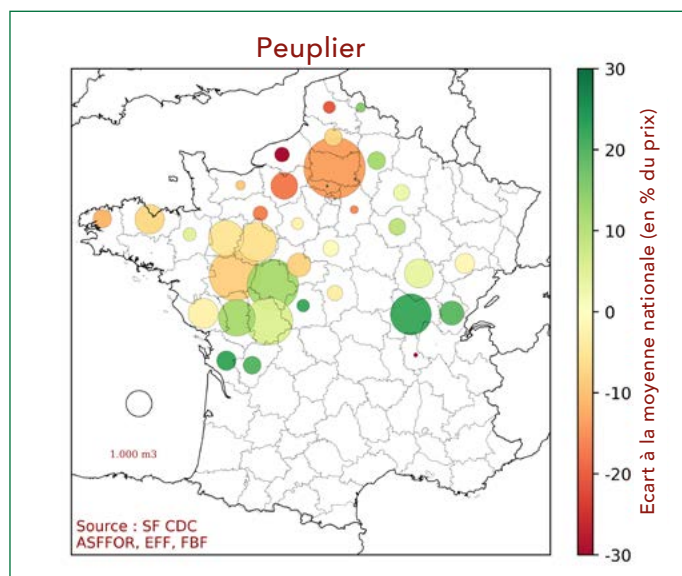 Peuplier
30
20
10
0
-10
-20
-30
Ecart à la moyenne nationale (en % du prix)
1.000 m3
Source : SF CDC
ASFFOR, EFF, FBF